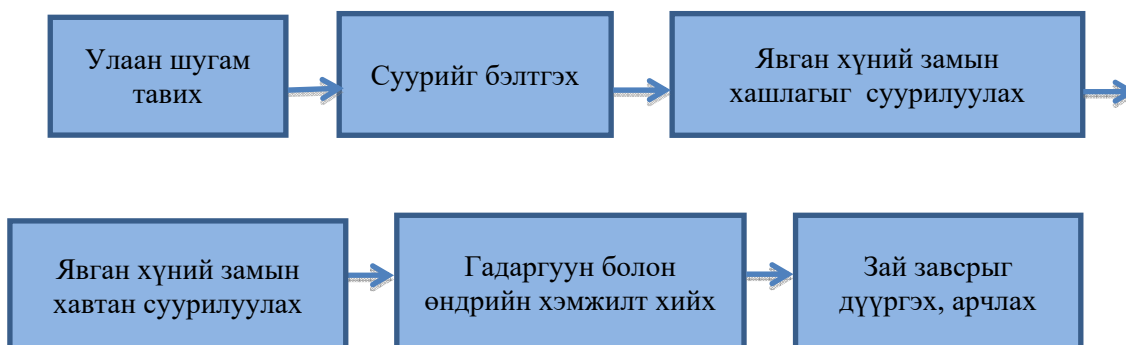 Улаан шугам
тавих
Суурийг бэлтгэх
Явган хүний замын
хашлагыг суурилуулах
Явган хүний замын
хавтан суурилуулах
Гадаргуун болон
өндрийн хэмжилт хийх
Зай завсрыг
дүүргэх, арчлах